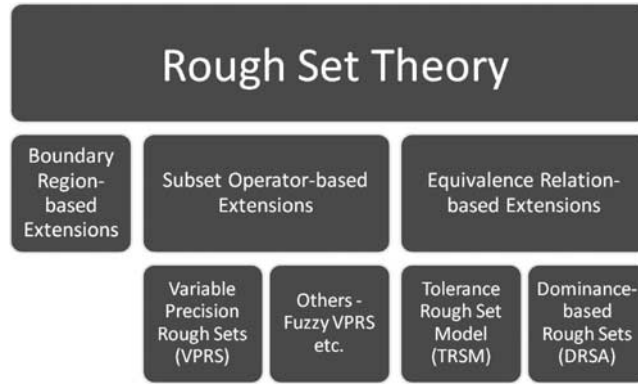 Rough Set Theory
Boundary
Region-
based
Extensions
Subset Operator-based
Extensions
Equivalence Relation-
based Extensions
Variable
Precision
Rough Sets
(VPRS)
Others -
Fuzzy VPRS
etc.
Tolerance
Rough Set
Model
(TRSM)
Dominance-
based
Rough Sets
(DRSA)